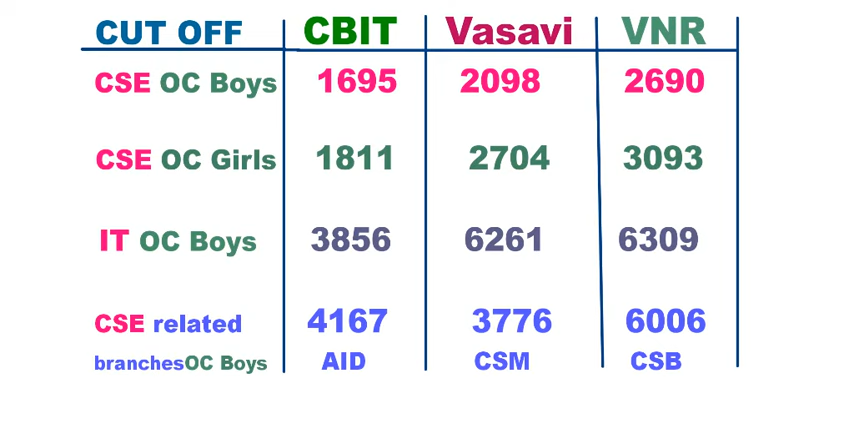 CUT OFF CBIT Vasavi VNR
CSE OC Boys 1695 2098 2690
CSE OC Girls 1811 2704 3093
IT OC Boys 3856 6261 6309
CSE related 4167 3776 6006
branchesOC Boys AID CSM CSB